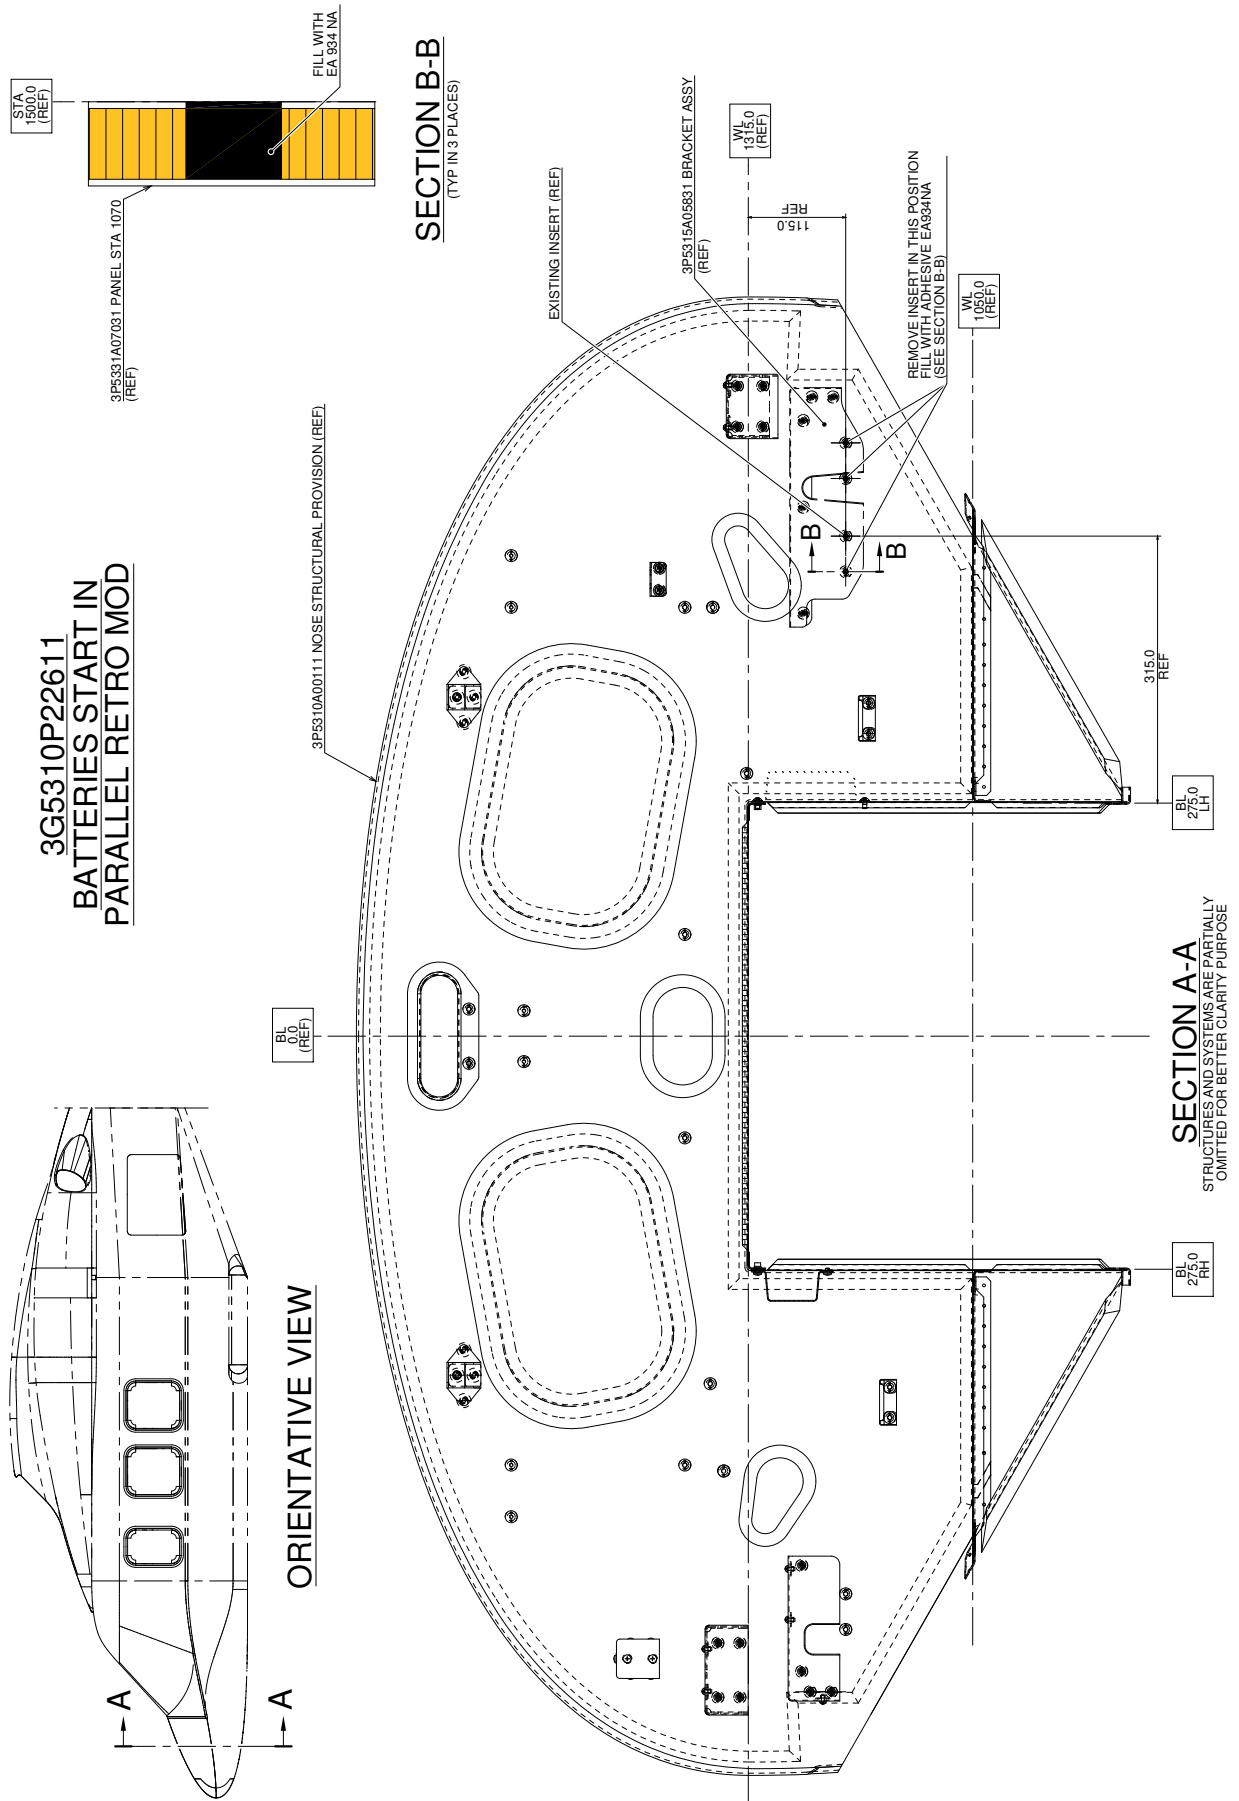 3G5310P22611
BATTERIES START IN
PARALLEL RETRO MOD
STA
1500.0
(REF)
3P5331A07031 PANEL STA 1070
(REF)
FILL WITH
EA 934 NA
SECTION B-B
(TYP IN 3 PLACES)
A
A
ORIENTATIVE VIEW
BL
0.0
(REF)
3P5310A00111 NOSE STRUCTURAL PROVISION (REF)
EXISTING INSERT (REF)
3P5315A05831 BRACKET ASSY
(REF)
WL
1315.0
(REF)
115.0
REF
REMOVE INSERT IN THIS POSITION
FILL WITH ADHESIVE EA934NA
(SEE SECTION B-B)
WL
1050.0
(REF)
B
B
315.0
REF
BL
275.0
RH
BL
275.0
LH
SECTION A-A
STRUCTURES AND SYSTEMS ARE PARTIALLY
OMITTED FOR BETTER CLARITY PURPOSE